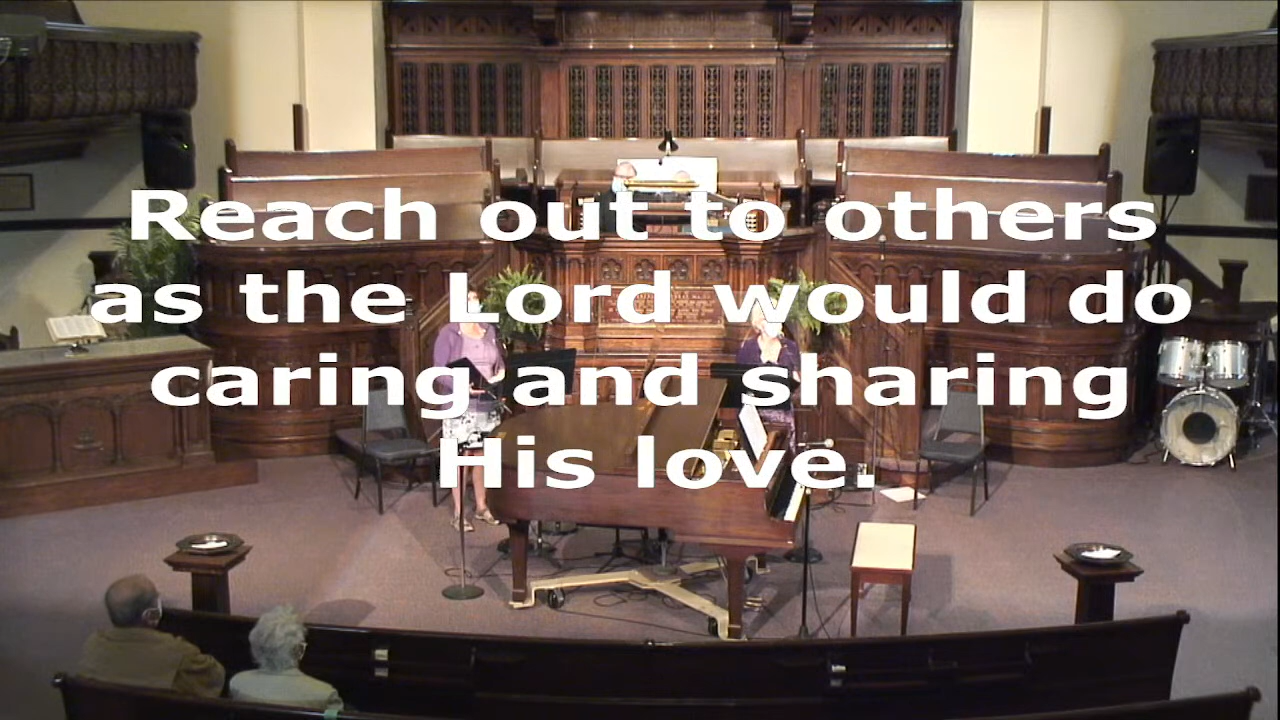 Reach out to others
as the Lord would do
caring and sharing
His love.